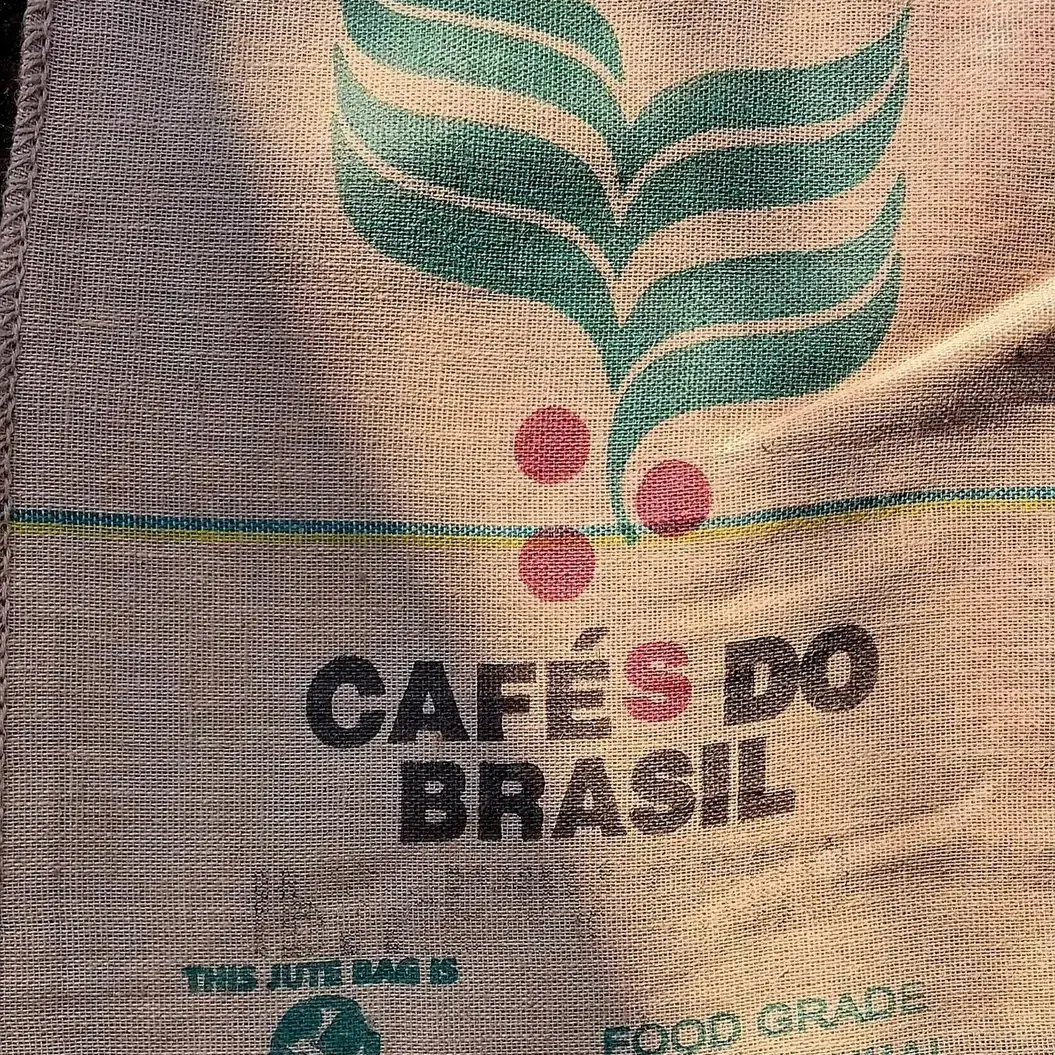 CAFÉS DO
BRASIL
THIS JUTE BAG IS
FOOD GRADE